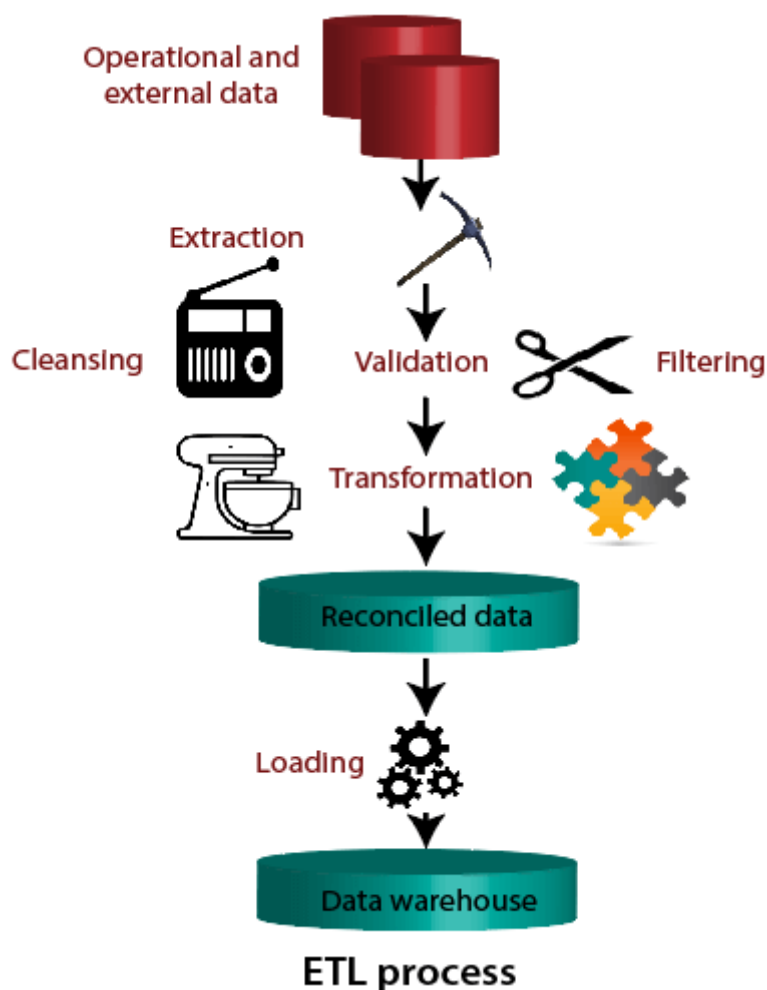 Operational and
external data
Extraction
Cleansing
Validation
Filtering
Transformation
Reconciled data
Loading
Data warehouse
ETL process